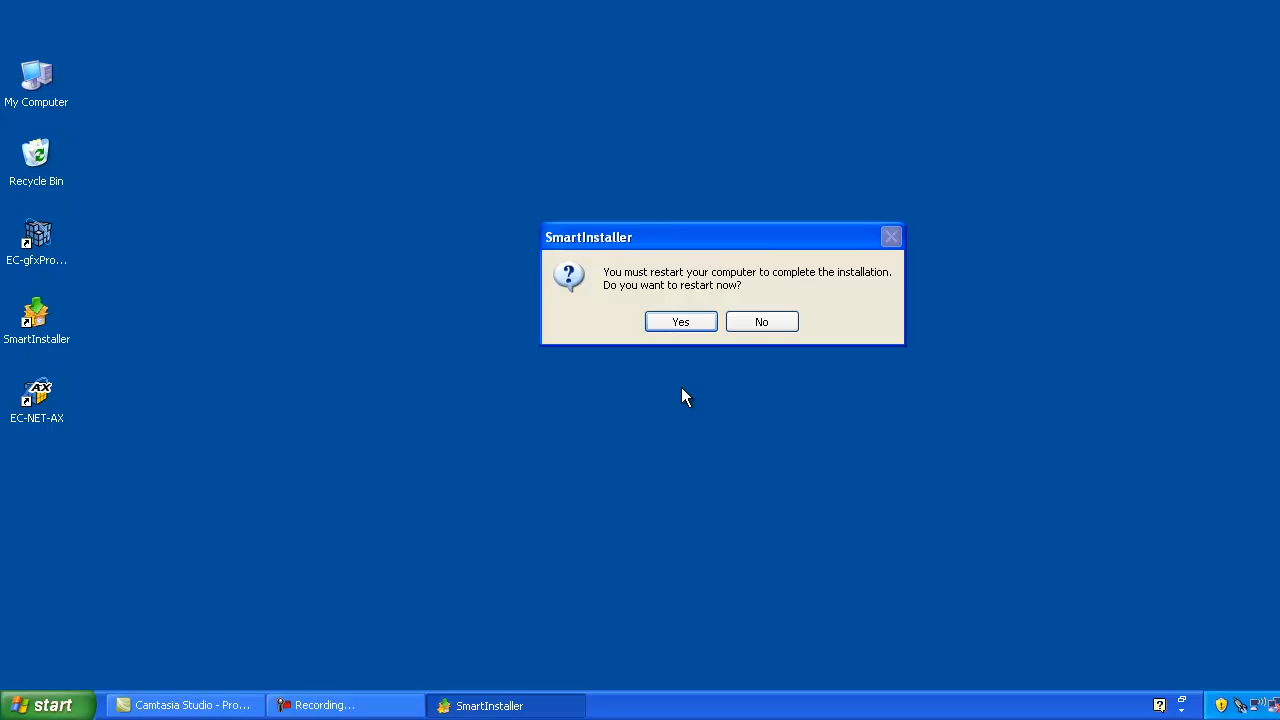 My Computer
Recycle Bin
EC-gfxPro...
SmartInstaller
EC-NET-AX
SmartInstaller
You must restart your computer to complete the installation.
Do you want to restart now?
Yes
No
start
Camtasia Studio - Pro...
Recording...
SmartInstaller